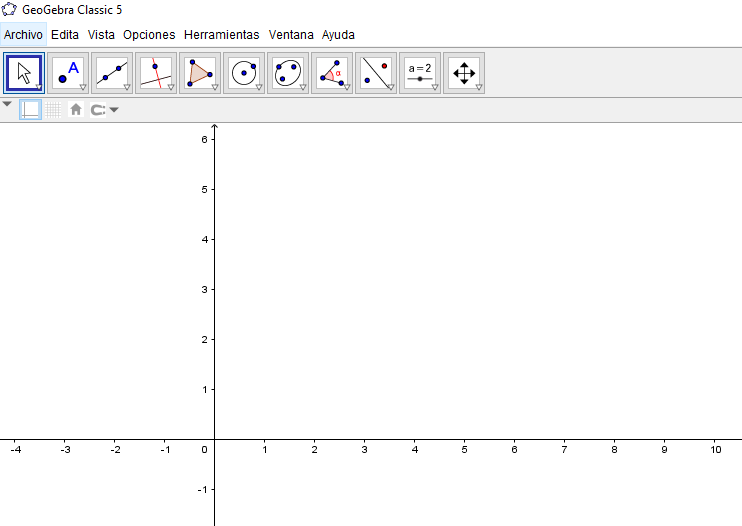 GeoGebra Classic 5
Archivo Edita Vista Opciones Herramientas Ventana Ayuda
A α a=2
6
5
4
3
2
1
-4 -3 -2 -1 0 1 2 3 4 5 6 7 8 9 10
-1